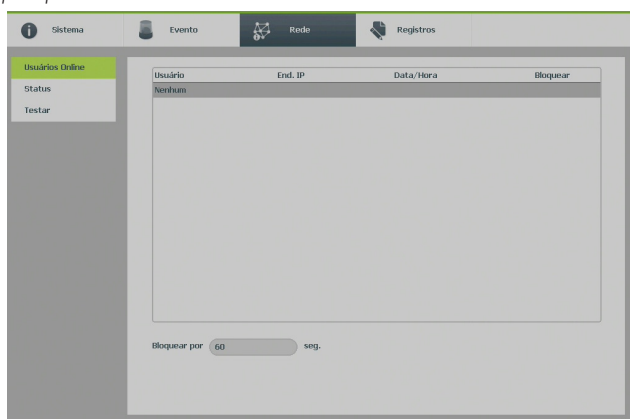 Sistema Evento Rede Registros
Usuários Online
Status
Testar
Usuário End. IP Data/Hora Bloquear
Nenhum
Bloquear por 60 seg.